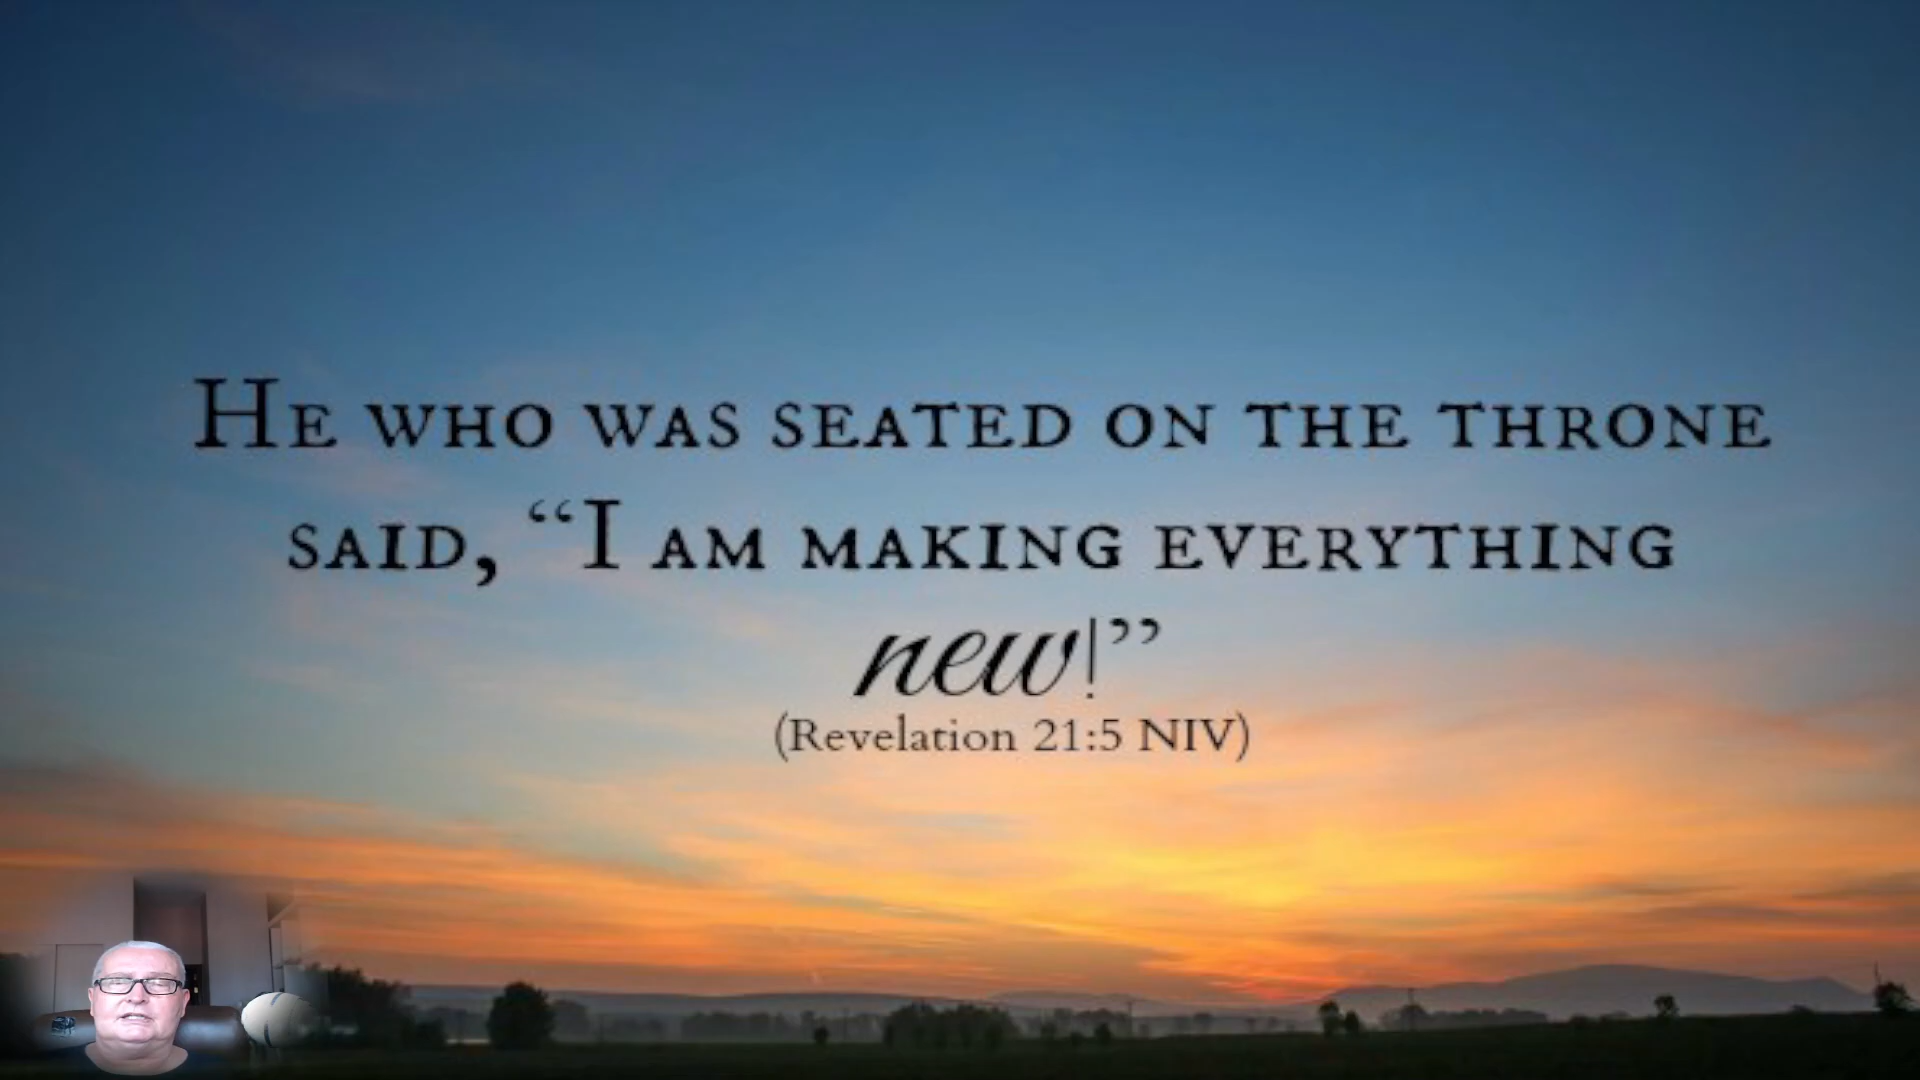 He who was seated on the throne
said, “I am making everything
new!”
(Revelation 21:5 NIV)